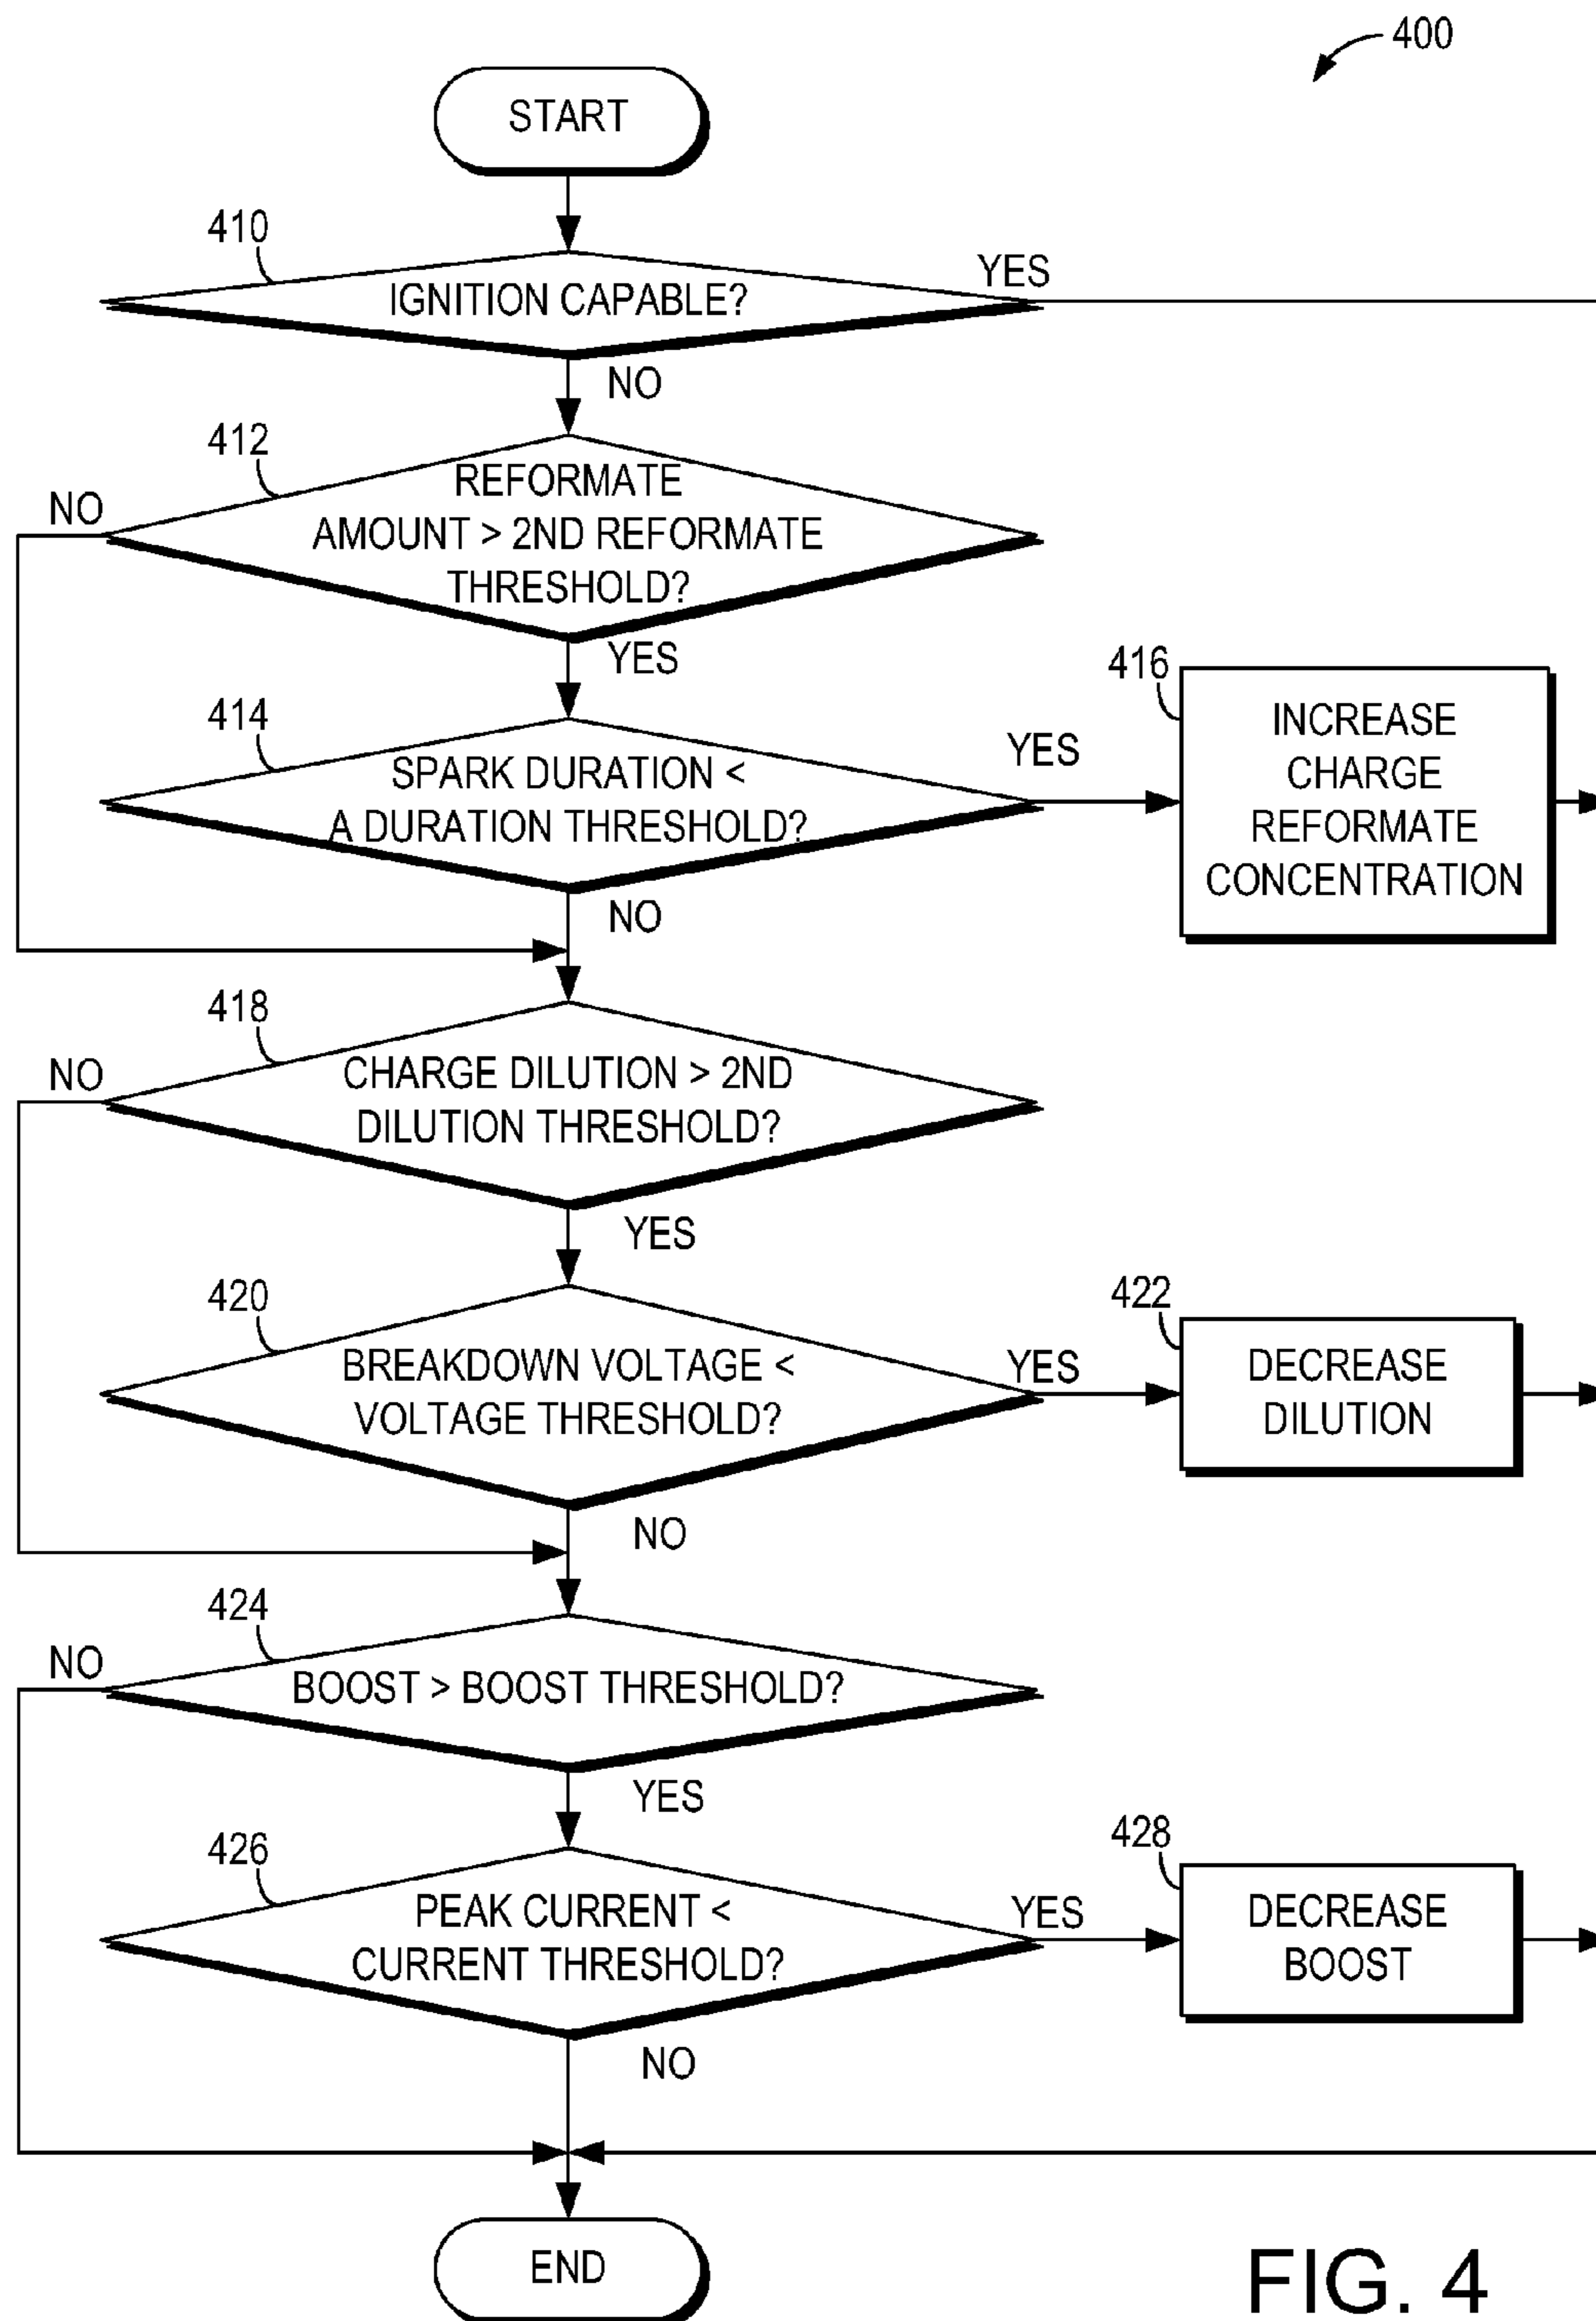 400
START
410
IGNITION CAPABLE?
YES
NO
412
REFORMATE
AMOUNT > 2ND REFORMATE
THRESHOLD?
NO
YES
414
SPARK DURATION <
A DURATION THRESHOLD?
YES
416
INCREASE
CHARGE
REFORMATE
CONCENTRATION
NO
418
CHARGE DILUTION > 2ND
DILUTION THRESHOLD?
NO
YES
420
BREAKDOWN VOLTAGE <
VOLTAGE THRESHOLD?
YES
422
DECREASE
DILUTION
NO
424
BOOST > BOOST THRESHOLD?
NO
YES
426
PEAK CURRENT <
CURRENT THRESHOLD?
YES
428
DECREASE
BOOST
NO
END
FIG. 4